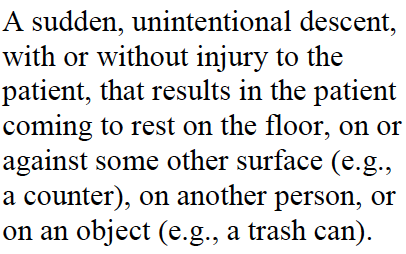 A sudden, unintentional descent,
with or without injury to the
patient, that results in the patient
coming to rest on the floor, on or
against some other surface (e.g.,
a counter), on another person, or
on an object (e.g., a trash can).